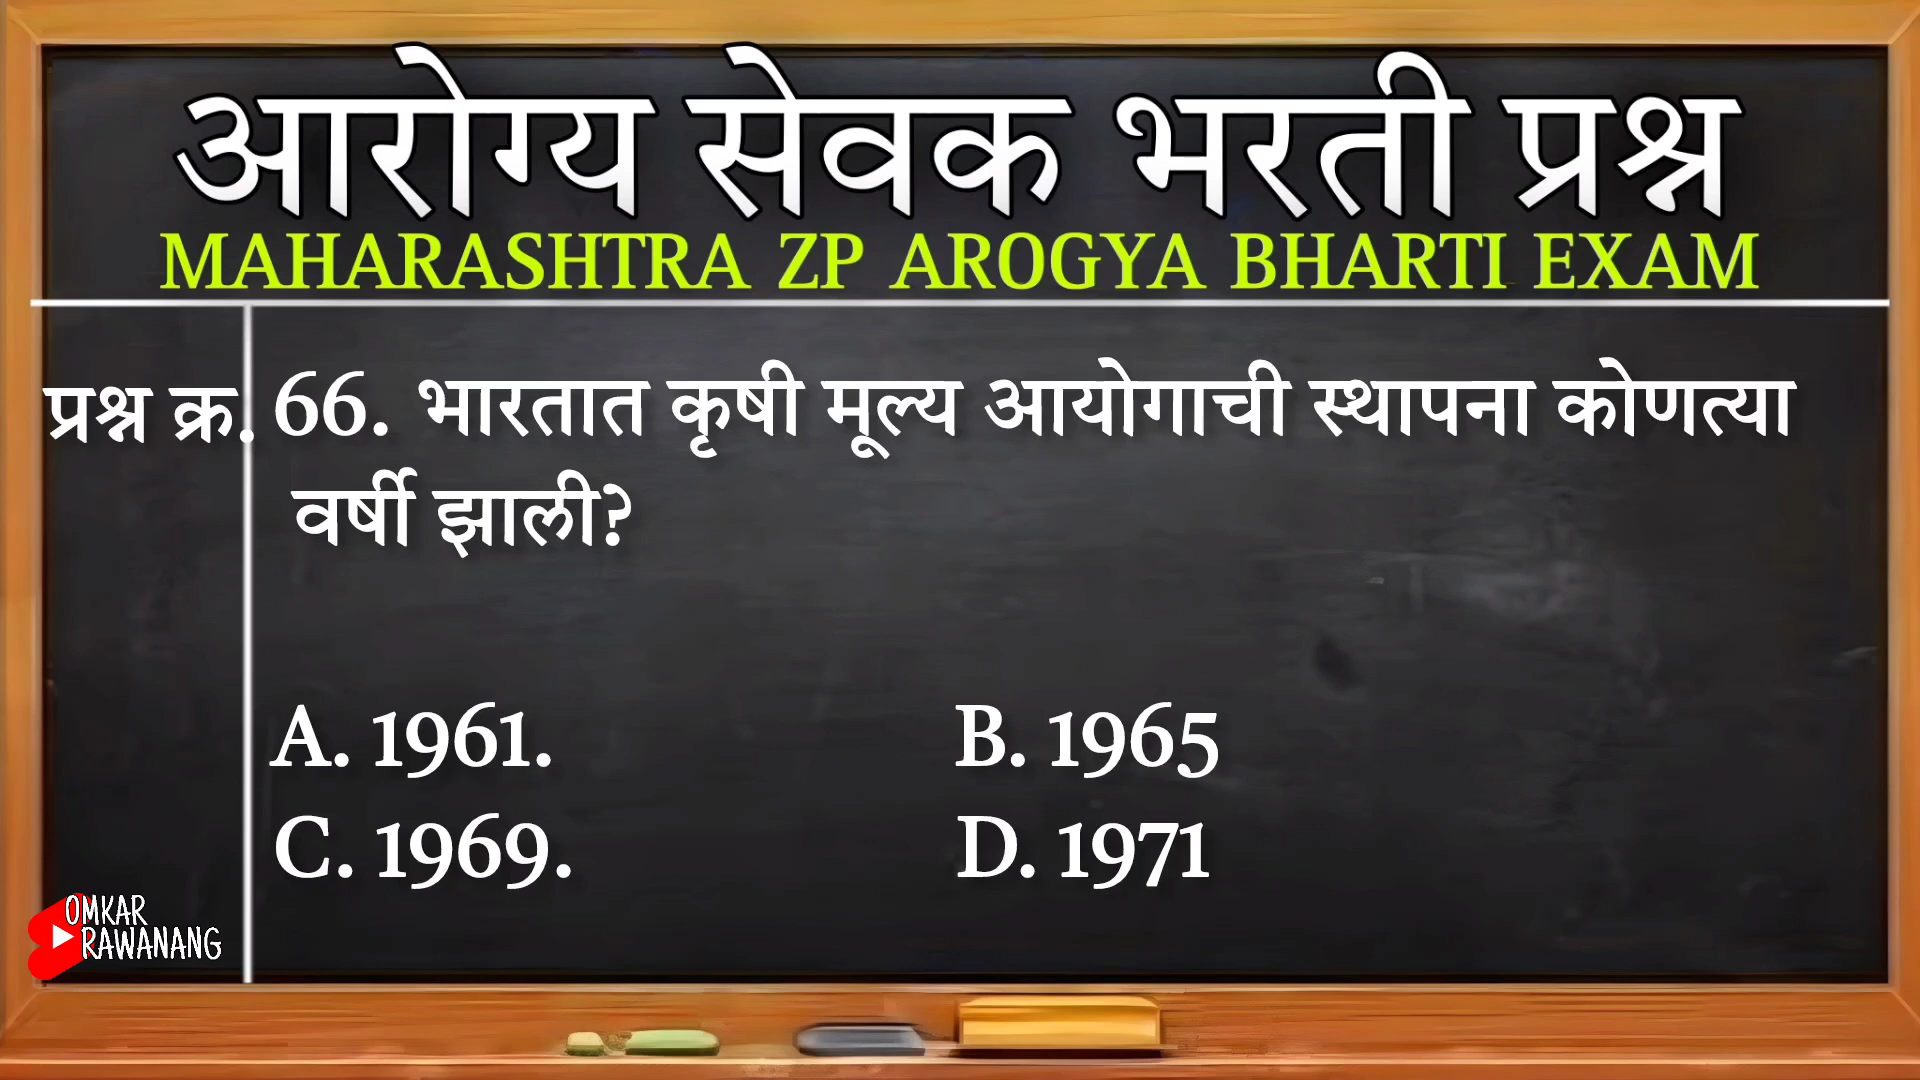 आरोग्य सेवक भरती प्रश्न
MAHARASHTRA ZP AROGYA BHARTI EXAM
प्रश्न क्र. 66. भारतात कृषी मूल्य आयोगाची स्थापना कोणत्या
वर्षी झाली?
A. 1961. B. 1965
C. 1969. D. 1971
OMKAR
RAWANANG